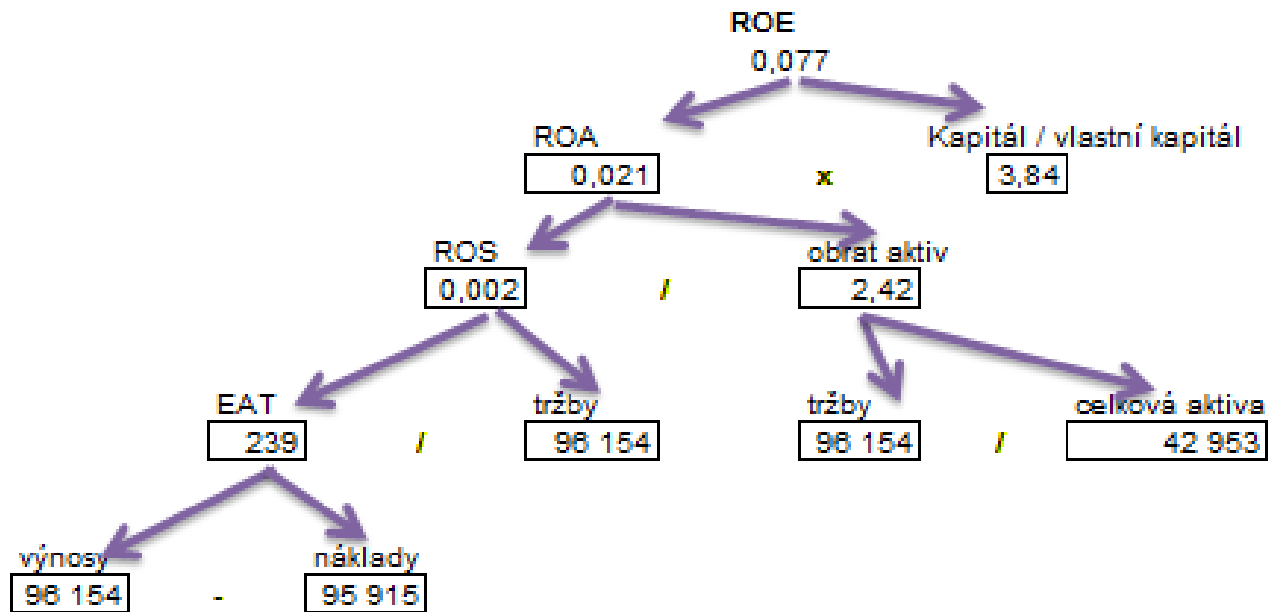 ROE
0,077
ROA Kapitál / vlastní kapitál
0,021 x 3,84
ROS obrat aktiv
0,002 / 2,42
EAT tržby tržby celková aktiva
239 / 96 154 96 154 / 42 953
výnosy náklady
96 154 - 95 915